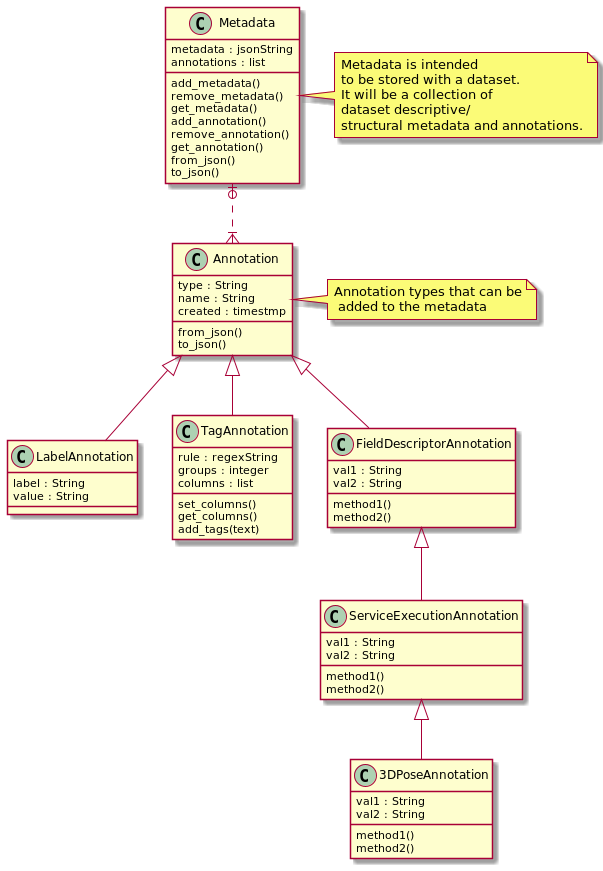 C Metadata
metadata : jsonString
annotations : list
add_metadata()
remove_metadata()
get_metadata()
add_annotation()
remove_annotation()
get_annotation()
from_json()
to_json()
Metadata is intended
to be stored with a dataset.
It will be a collection of
dataset descriptive/
structural metadata and annotations.
C Annotation
type : String
name : String
created : timestmp
from_json()
to_json()
Annotation types that can be
added to the metadata
C LabelAnnotation
label : String
value : String
C TagAnnotation
rule : regexString
groups : integer
columns : list
set_columns()
get_columns()
add_tags(text)
C FieldDescriptorAnnotation
val1 : String
val2 : String
method1()
method2()
C ServiceExecutionAnnotation
val1 : String
val2 : String
method1()
method2()
C 3DPoseAnnotation
val1 : String
val2 : String
method1()
method2()